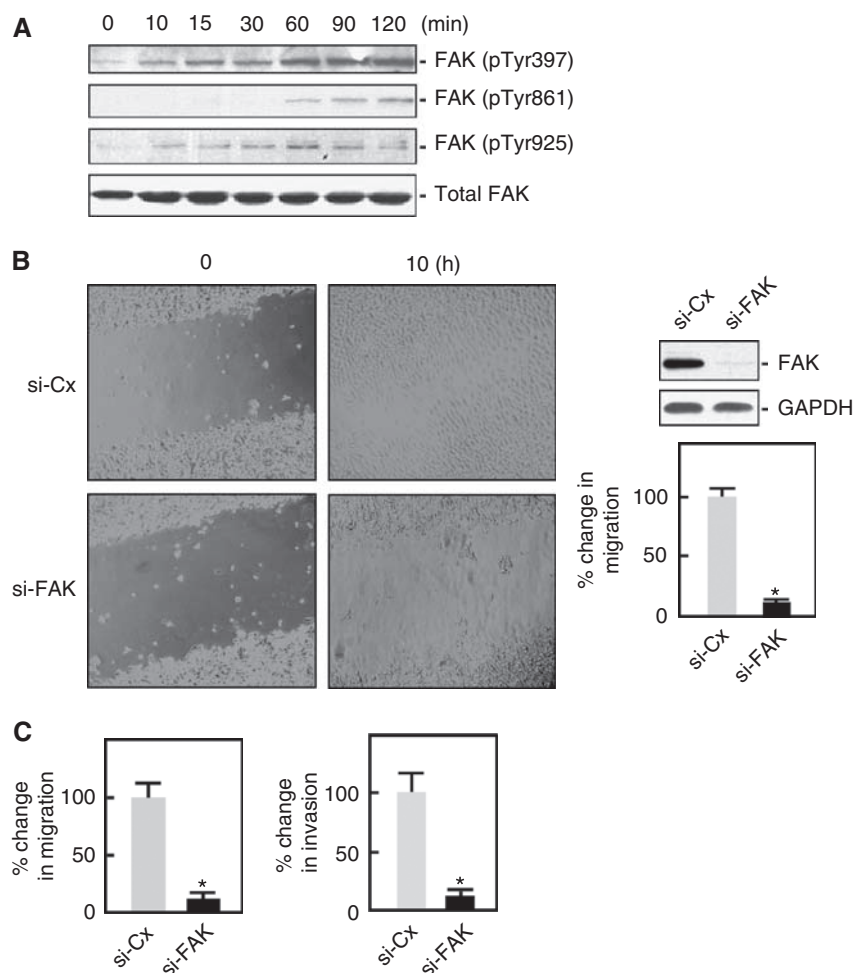 A
0 10 15 30 60 90 120 (min)
FAK (pTyr397)
FAK (pTyr861)
FAK (pTyr925)
Total FAK
B
0 10 (h)
si-Cx
si-FAK
si-Cx si-FAK
FAK
GAPDH
% change in
migration
100
50
0
*
si-Cx si-FAK
C
% change
in migration
100
50
0
*
si-Cx si-FAK
% change
in invasion
100
50
0
*
si-Cx si-FAK